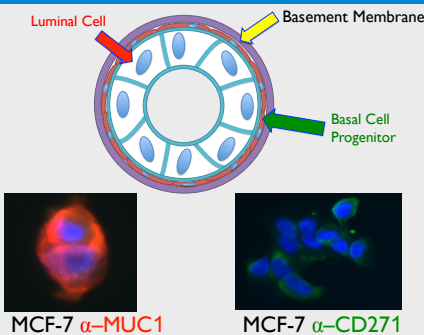 Luminal Cell
Basement Membrane
Basal Cell
Progenitor
MCF-7 α–MUC1
MCF-7 α–CD271